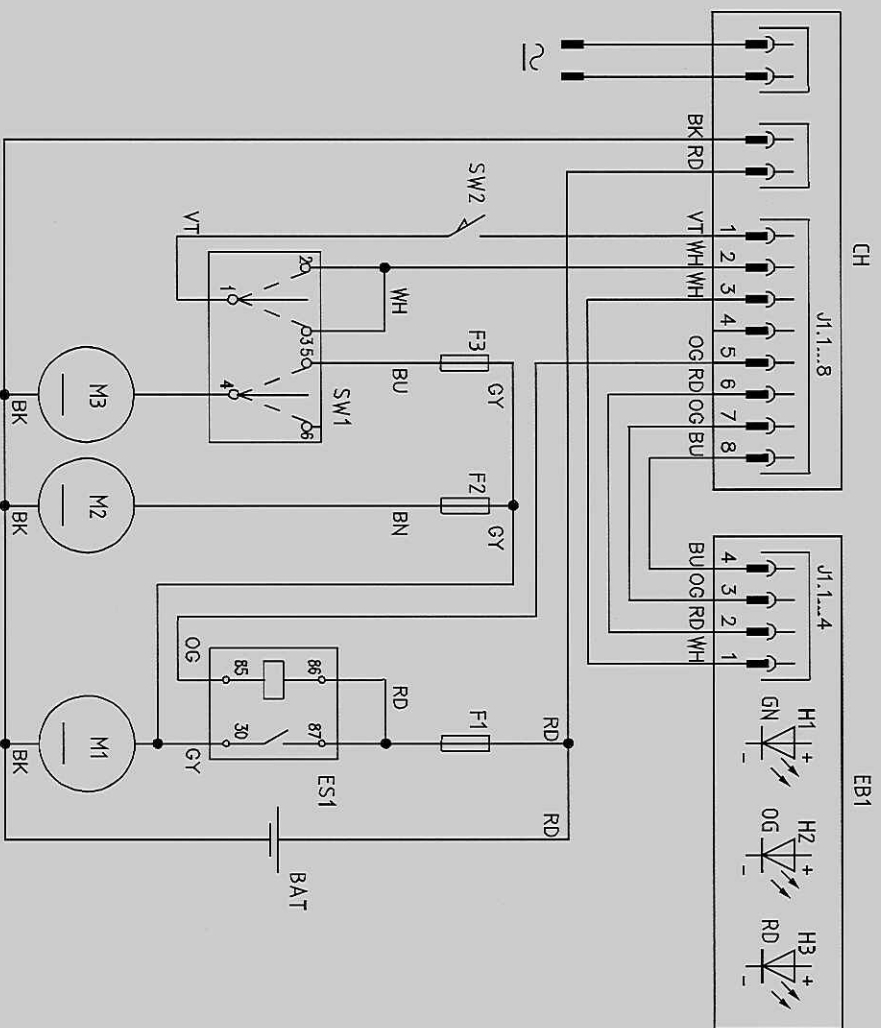 CH
J1.1...8
1 2 3 4 5 6 7 8
BK RD VT WH WH OG RD OG BU
EB1
J1.1...4
4 3 2 1
BU OG RD WH
H1 + GN -
H2 + OG -
H3 + RD -
SW2
VT
WH
SW1
1 2 3 5 4 6
BU
F3
GY
F2
GY
BN
F1
RD
RD
RD
OG
85 86
30 87
GY
ES1
BAT
M3
BK
M2
BK
M1
BK